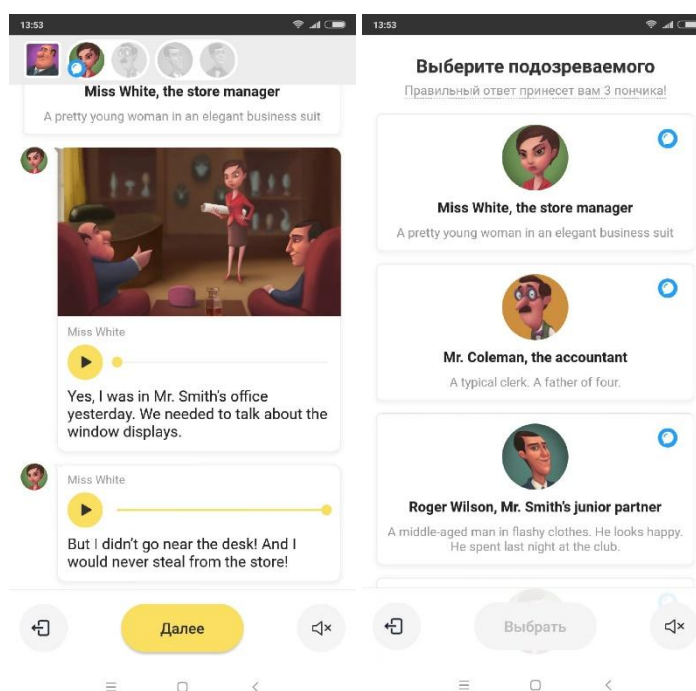 13:53
Miss White, the store manager
A pretty young woman in an elegant business suit
Miss White
Yes, I was in Mr. Smith's office
yesterday. We needed to talk about the
window displays.
Miss White
But I didn't go near the desk! And I
would never steal from the store!
Далее
13:53
Выберите подозреваемого
Правильный ответ принесет вам 3 пончика!
Miss White, the store manager
A pretty young woman in an elegant business suit
Mr. Coleman, the accountant
A typical clerk. A father of four.
Roger Wilson, Mr. Smith's junior partner
A middle-aged man in flashy clothes. He looks happy.
He spent last night at the club.
Выбрать